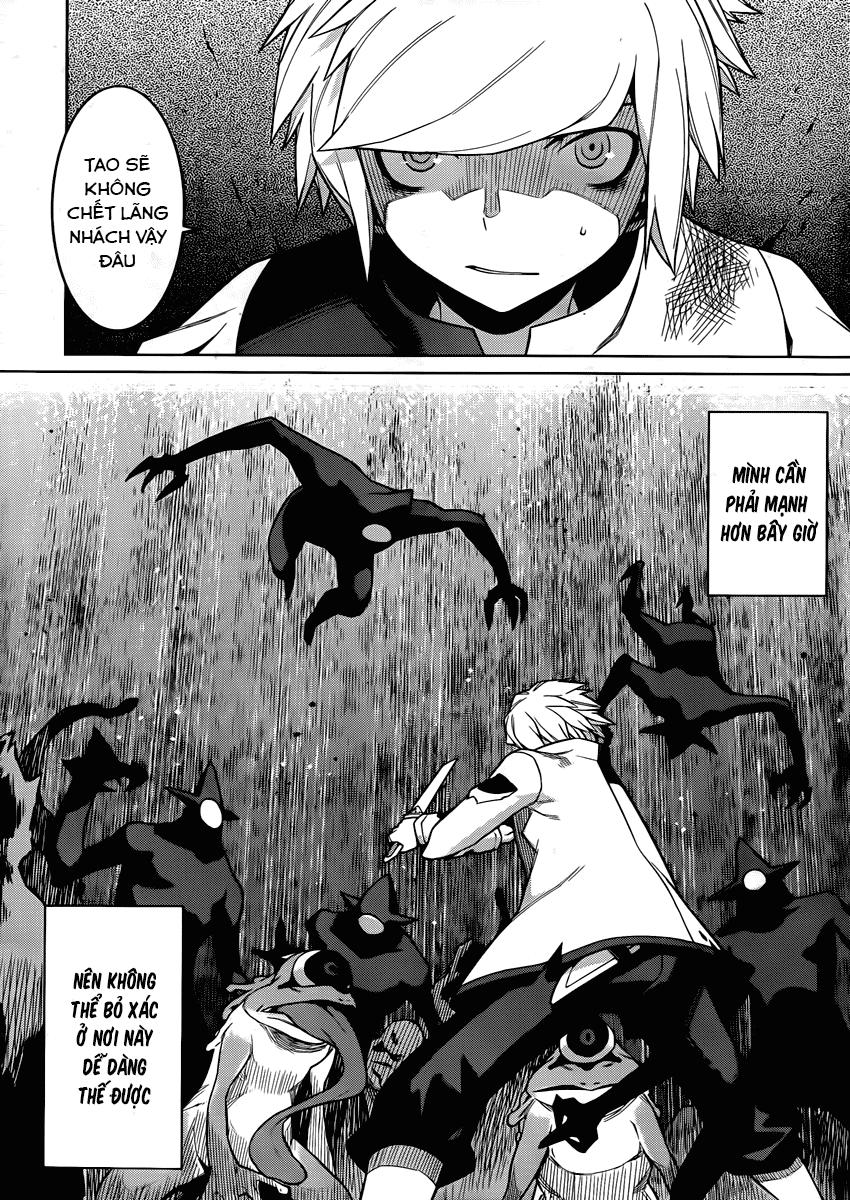 TAO SẼ
KHÔNG
CHẾT LÃNG
NHÁCH VẬY
ĐÂU
MÌNH CẦN
PHẢI MẠNH
HƠN BÂY GIỜ
NÊN KHÔNG
THỂ BỎ XÁC
Ở NƠI NÀY
DỄ DÀNG
THẾ ĐƯỢC